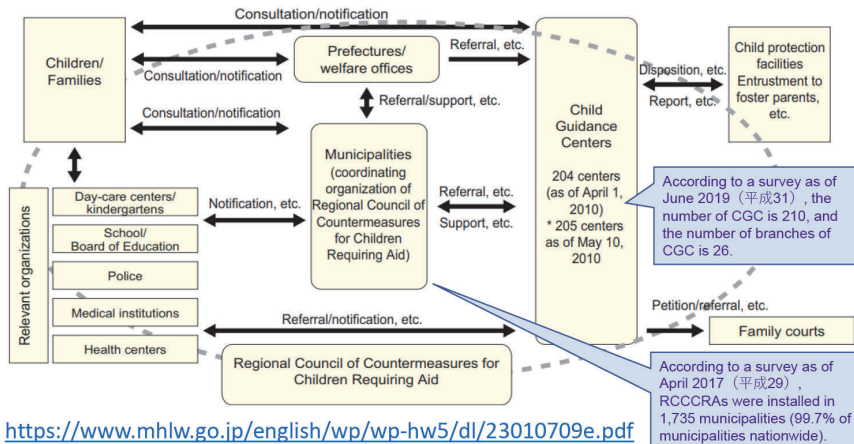 Consultation/notification
Children/
Families
Prefectures/
welfare offices
Referral, etc.
Consultation/notification
Child
Guidance
Centers
204 centers
(as of April 1,
2010)
* 205 centers
as of May 10,
2010
Disposition, etc.
Report, etc.
Child protection
facilities
Entrustment to
foster parents,
etc.
Referral/support, etc.
Consultation/notification
Municipalities
(coordinating
organization of
Regional Council of
Countermeasures
for Children
Requiring Aid)
Notification, etc.
Referral, etc.
Support, etc.
According to a survey as of
June 2019（平成31）, the
number of CGC is 210, and
the number of branches of
CGC is 26.
Relevant organizations
Day-care centers/
kindergartens
School/
Board of Education
Police
Medical institutions
Health centers
Referral/notification, etc.
Petition/referral, etc.
Family courts
Regional Council of Countermeasures for
Children Requiring Aid
According to a survey as of
April 2017（平成29）,
RCCCRAs were installed in
1,735 municipalities (99.7% of
municipalities nationwide).
https://www.mhlw.go.jp/english/wp/wp-hw5/dl/23010709e.pdf